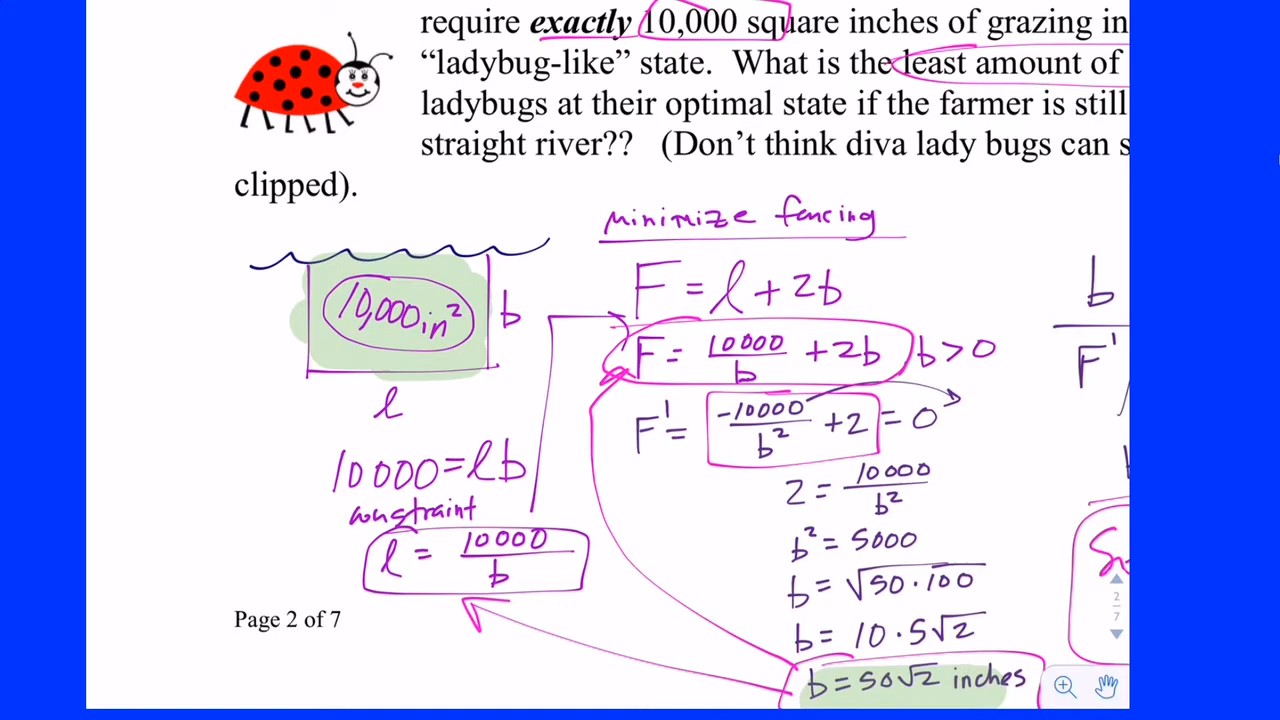 require exactly 10,000 square inches of grazing in
“ladybug-like” state. What is the least amount of
ladybugs at their optimal state if the farmer is still
straight river?? (Don’t think diva lady bugs can s
clipped).
minimize fencing
10,000in²
b
l
F = l + 2b
F = 10000/b + 2b b > 0
F' = -10000/b² + 2 = 0
2 = 10000/b²
b² = 5000
b = √50·100
b = 10·5√2
b = 50√2 inches
10000 = lb
constraint
l = 10000/b
b
F'
Page 2 of 7
2
7